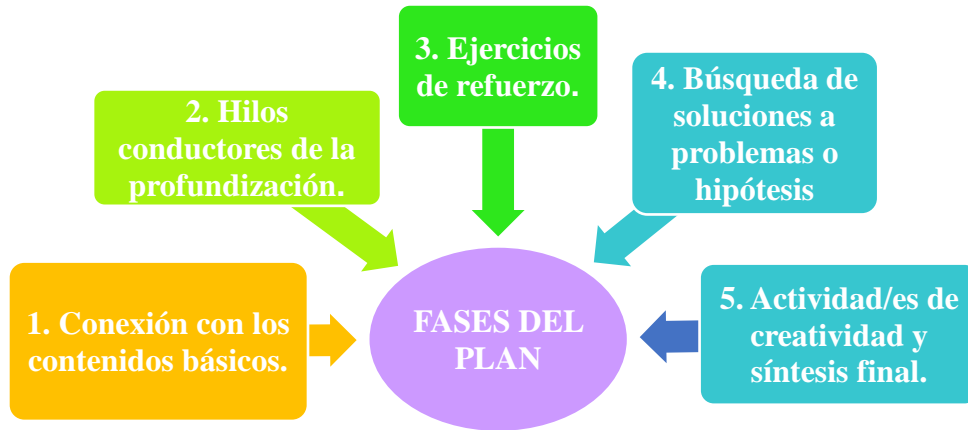 1. Conexión con los
contenidos básicos.
2. Hilos
conductores de la
profundización.
3. Ejercicios
de refuerzo.
4. Búsqueda de
soluciones a
problemas o
hipótesis
5. Actividad/es de
creatividad y
síntesis final.
FASES DEL
PLAN